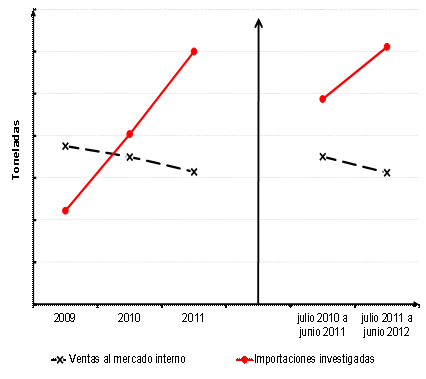 Toneladas
2009
2010
2011
julio 2010 a
junio 2011
julio 2011 a
junio 2012
Ventas al mercado interno
Importaciones investigadas